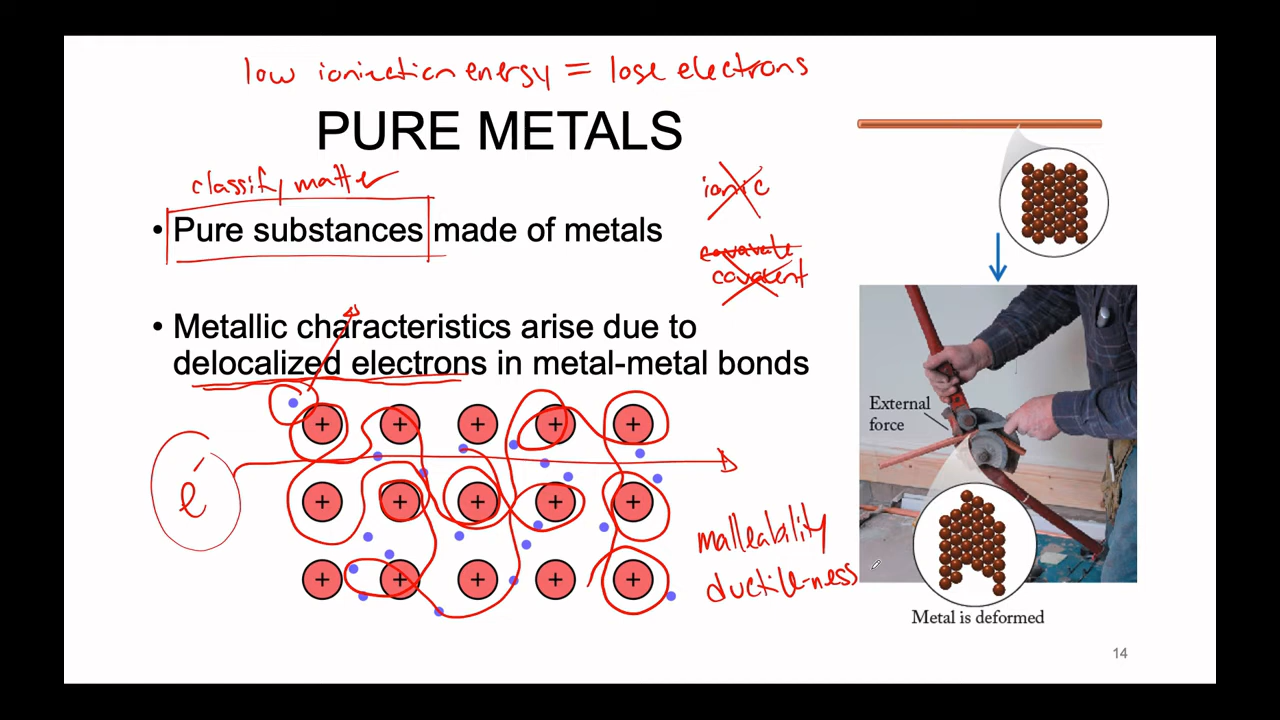 low ionization energy = lose electrons
PURE METALS
classify matter
• Pure substances made of metals
ionic
covalent
• Metallic characteristics arise due to
delocalized electrons in metal-metal bonds
+ + + + +
e⁻
+ + + + +
+ + + + +
malleability
ductile-ness
External
force
Metal is deformed
14